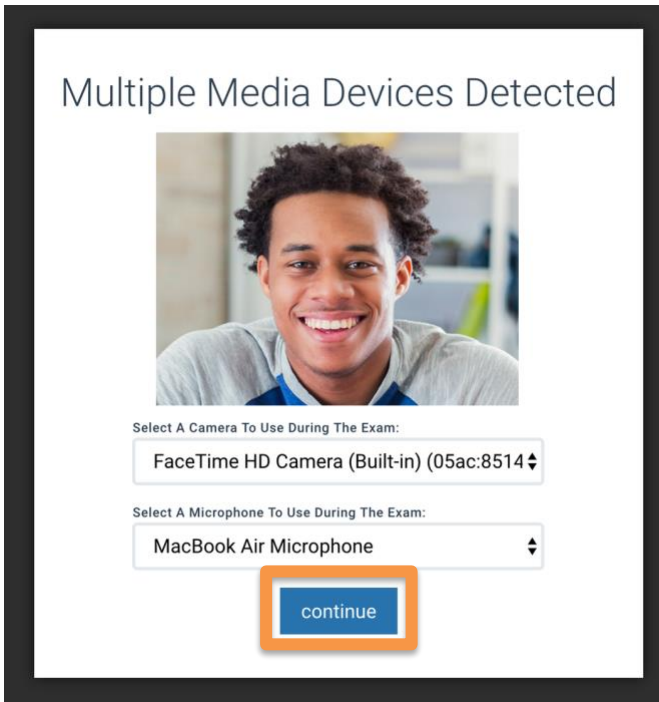 Multiple Media Devices Detected
Select A Camera To Use During The Exam:
FaceTime HD Camera (Built-in) (05ac:8514
Select A Microphone To Use During The Exam:
MacBook Air Microphone
continue